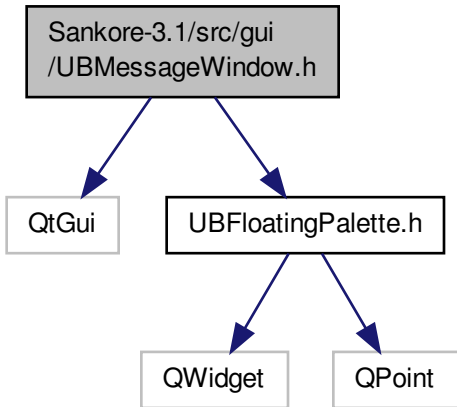 Sankore-3.1/src/gui
/UBMessageWindow.h
QtGui
UBFloatingPalette.h
QWidget
QPoint